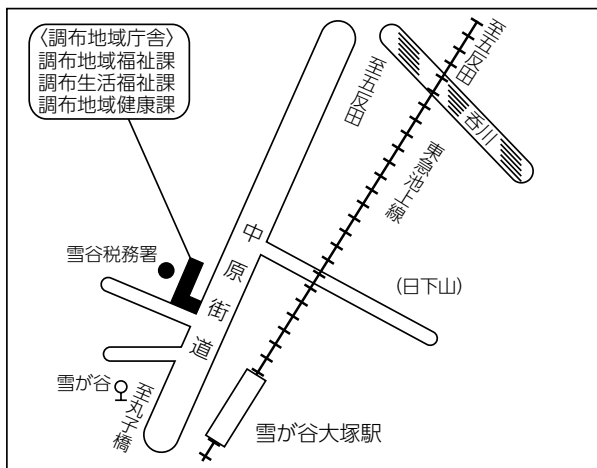 〈調布地域庁舎〉
調布地域福祉課
調布生活福祉課
調布地域健康課
至五反田
至五反田
呑川
東急池上線
中原街道
雪谷税務署
(日下山)
雪が谷
至丸子橋
雪が谷大塚駅